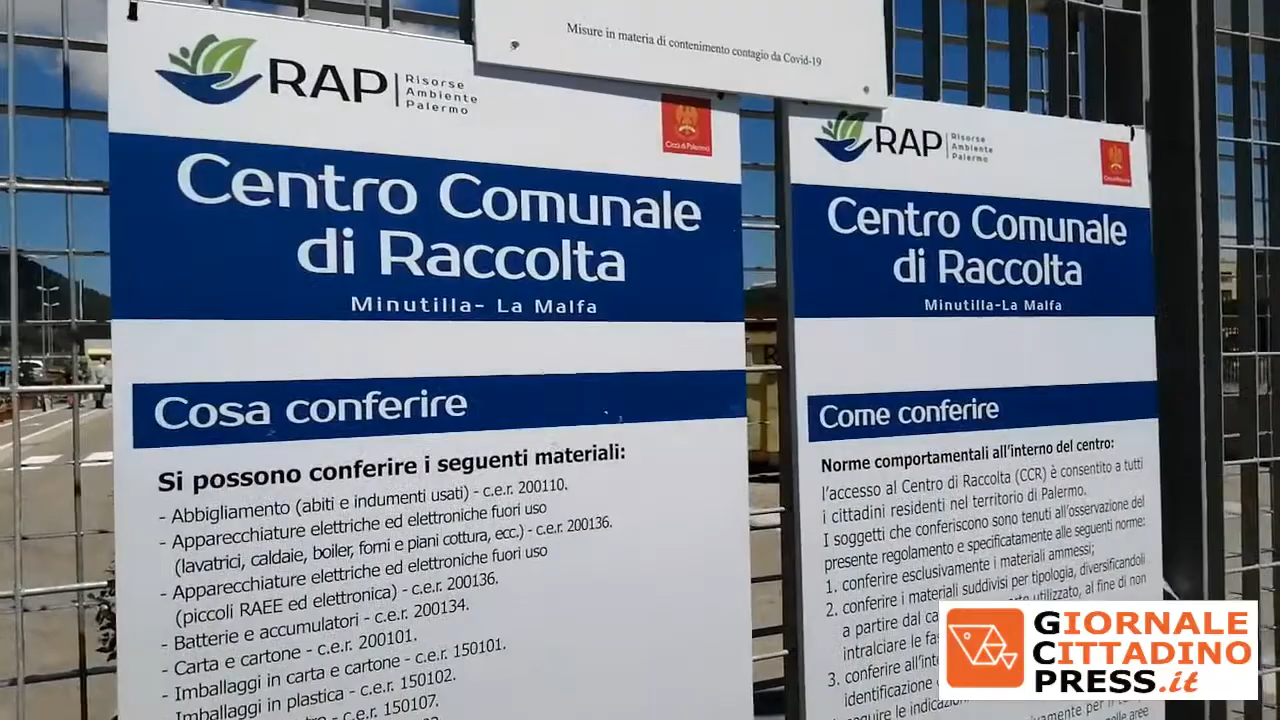 Misure in materia di contenimento contagio da Covid-19
RAP
Risorse
Ambiente
Palermo
Città di Palermo
Centro Comunale
di Raccolta
Minutilla- La Malfa
Cosa conferire
Si possono conferire i seguenti materiali:
- Abbigliamento (abiti e indumenti usati) - c.e.r. 200110.
- Apparecchiature elettriche ed elettroniche fuori uso
(lavatrici, caldaie, boiler, forni e piani cottura, ecc.) - c.e.r. 200136.
- Apparecchiature elettriche ed elettroniche fuori uso
(piccoli RAEE ed elettronica) - c.e.r. 200136.
- Batterie e accumulatori - c.e.r. 200134.
- Carta e cartone - c.e.r. 200101.
- Imballaggi in carta e cartone - c.e.r. 150101.
- Imballaggi in plastica - c.e.r. 150102.
- c.e.r. 150107.
RAP
Risorse
Ambiente
Palermo
Centro Comunale
di Raccolta
Minutilla-La Malfa
Come conferire
Norme comportamentali all'interno del centro:
l'accesso al Centro di Raccolta (CCR) è consentito a tutti
i cittadini residenti nel territorio di Palermo.
I soggetti che conferiscono sono tenuti all'osservazione del
presente regolamento e specificatamente alle seguenti norme:
1. conferire esclusivamente i materiali ammessi;
2. conferire i materiali suddivisi per tipologia, diversificandoli
a partire dal utilizzato, al fine di non
intralciare le
3. conferire
identificazione
GIORNALE
CITTADINO
PRESS.it